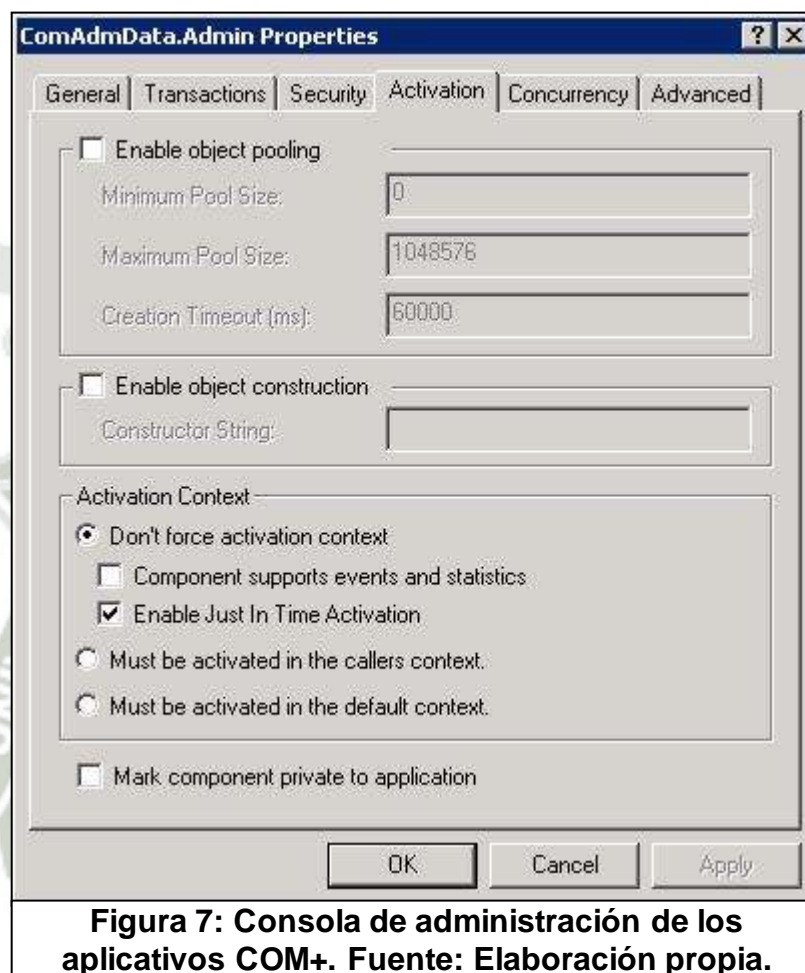 ComAdmData.Admin Properties
General Transactions Security Activation Concurrency Advanced
Enable object pooling
Minimum Pool Size: 0
Maximum Pool Size: 1048576
Creation Timeout (ms): 60000
Enable object construction
Constructor String:
Activation Context
Don't force activation context
Component supports events and statistics
Enable Just In Time Activation
Must be activated in the callers context.
Must be activated in the default context.
Mark component private to application
OK Cancel Apply
Figura 7: Consola de administración de los
aplicativos COM+. Fuente: Elaboración propia.